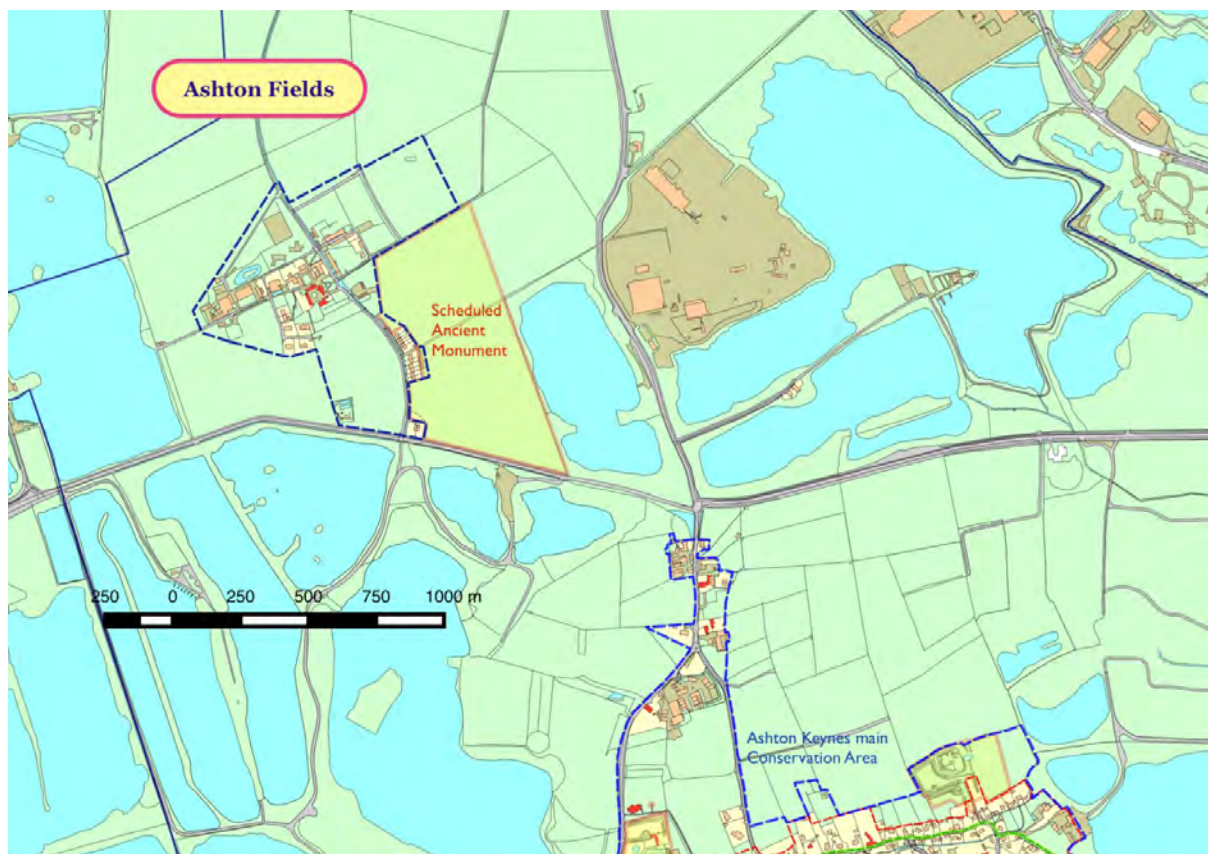 Ashton Fields
Scheduled
Ancient
Monument
250 0 250 500 750 1000 m
Ashton Keynes main
Conservation Area